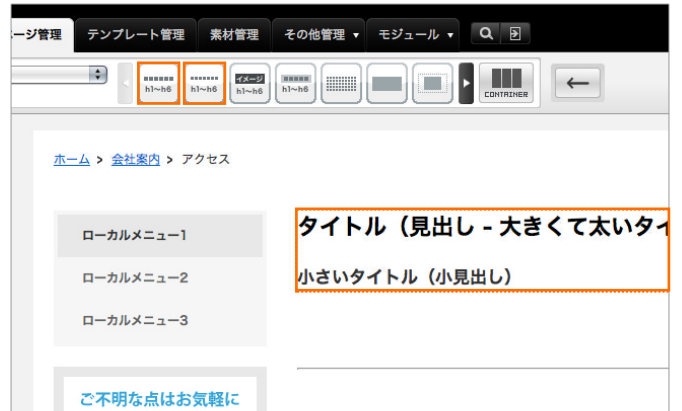 ージ管理 テンプレート管理 素材管理 その他管理 ▼ モジュール ▼
h1~h6 h1~h6 イメージ h1~h6 h1~h6 CONTAINER
ホーム > 会社案内 > アクセス
ローカルメニュー1
タイトル（見出し - 大きくて太いタイ
ローカルメニュー2
小さいタイトル（小見出し）
ローカルメニュー3
ご不明な点はお気軽に